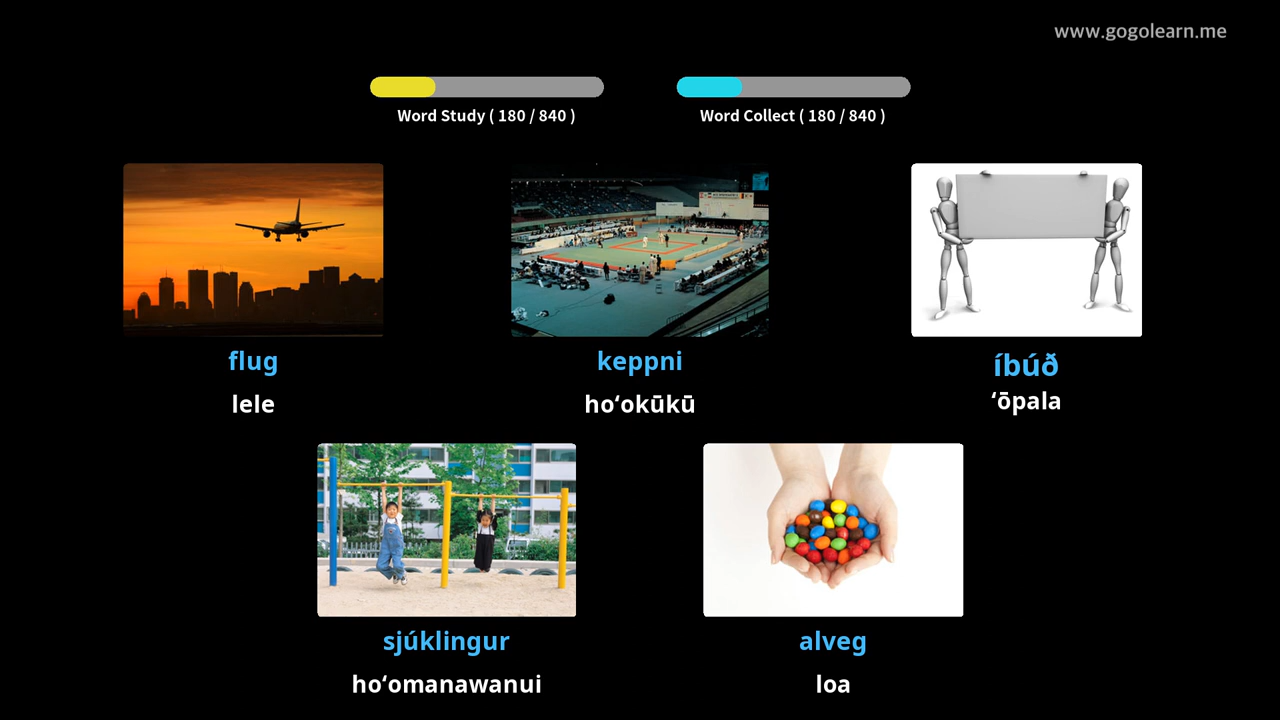 www.gogolearn.me
Word Study ( 180 / 840 )
Word Collect ( 180 / 840 )
flug
lele
keppni
hoʻokūkū
íbúð
ʻōpala
sjúklingur
hoʻomanawanui
alveg
loa